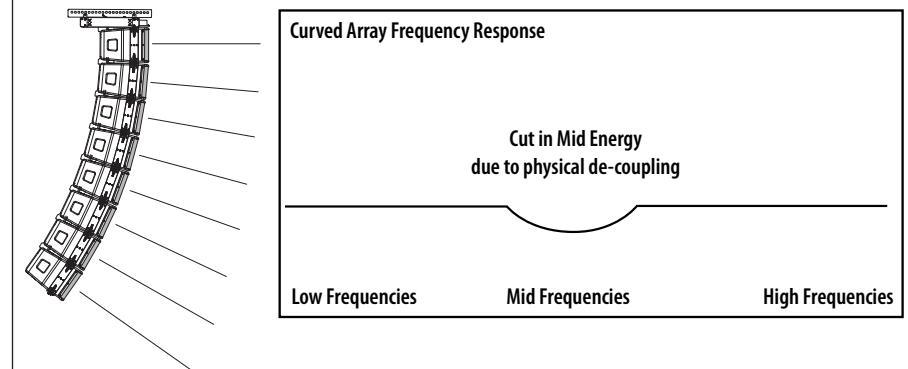 Curved Array Frequency Response
Cut in Mid Energy
due to physical de-coupling
Low Frequencies
Mid Frequencies
High Frequencies